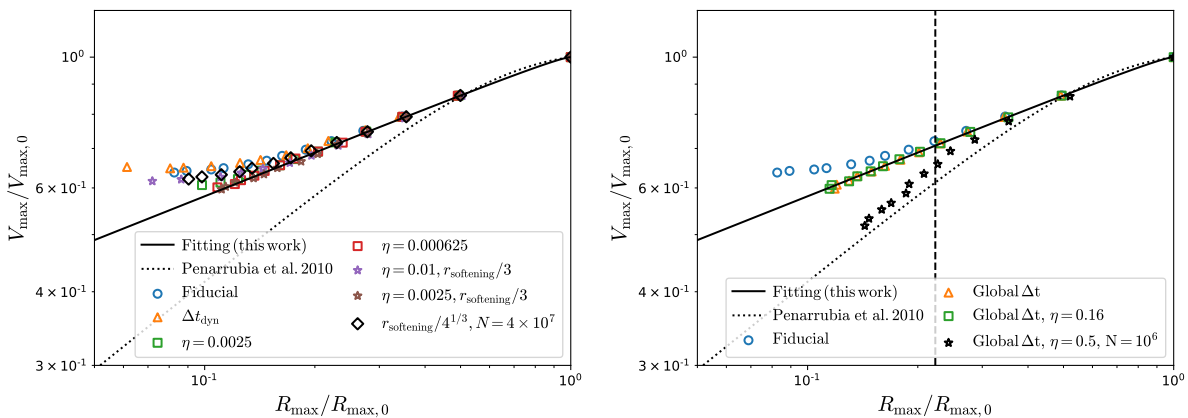 V_max/V_max,0
10^0
6 × 10^−1
4 × 10^−1
3 × 10^−1
10^−1
10^0
R_max/R_max,0
Fitting (this work)
Penarrubia et al. 2010
Fiducial
Δt_dyn
η = 0.0025
η = 0.000625
η = 0.01, r_softening/3
η = 0.0025, r_softening/3
r_softening/4^1/3, N = 4 × 10^7
V_max/V_max,0
10^0
6 × 10^−1
4 × 10^−1
3 × 10^−1
10^−1
10^0
R_max/R_max,0
Fitting (this work)
Penarrubia et al. 2010
Fiducial
Global Δt
Global Δt, η = 0.16
Global Δt, η = 0.5, N = 10^6